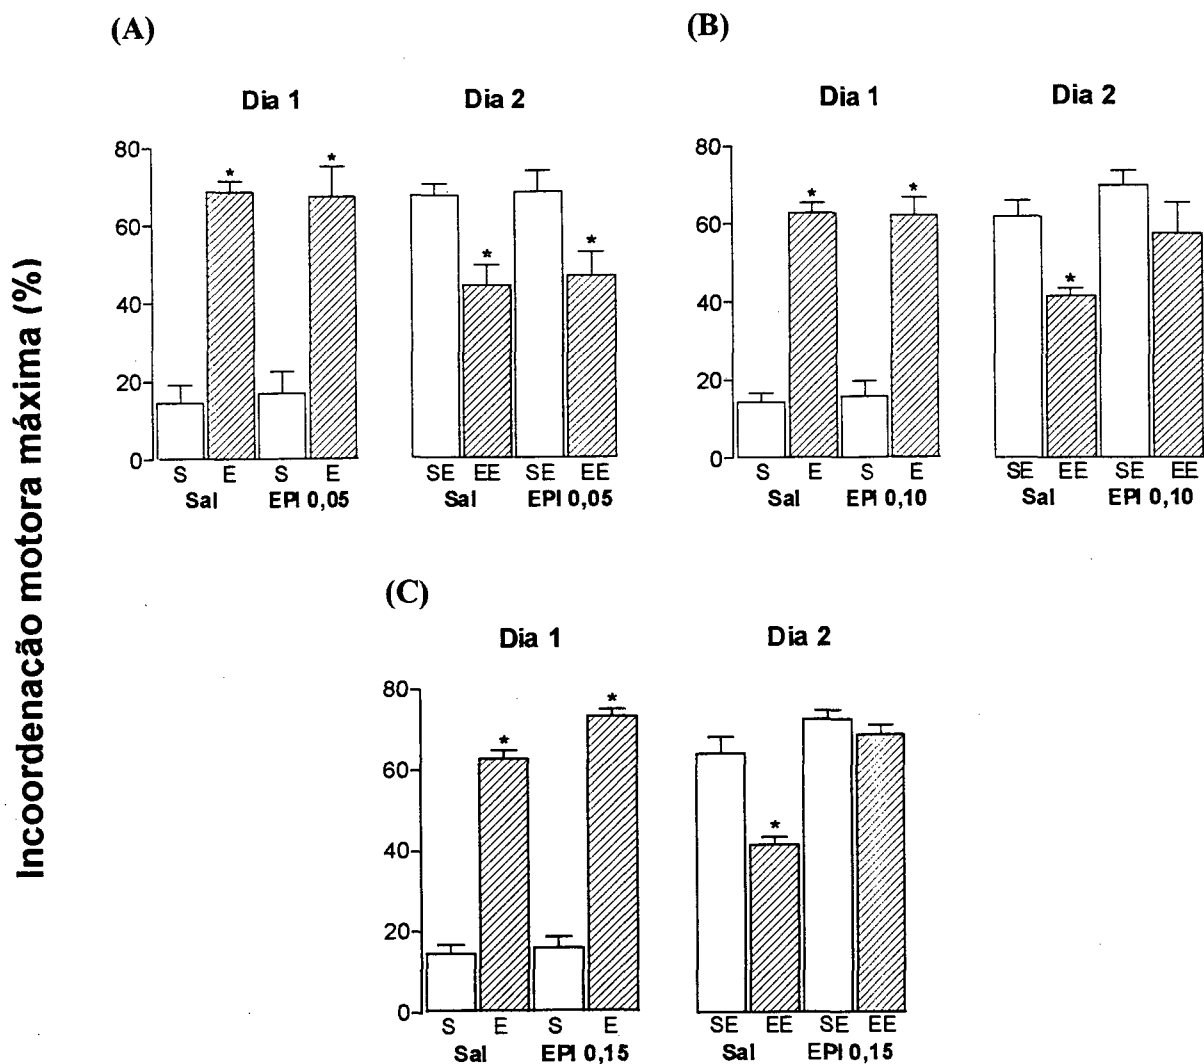 Incoordenação motora máxima (%)
(A)
Dia 1
Dia 2
80
60
40
20
0
* * * *
S E S E
SE EE SE EE
Sal EPI 0,05
Sal EPI 0,05
(B)
Dia 1
Dia 2
80
60
40
20
0
* * *
S E S E
SE EE SE EE
Sal EPI 0,10
Sal EPI 0,10
(C)
Dia 1
Dia 2
80
60
40
20
0
* * *
S E S E
SE EE SE EE
Sal EPI 0,15
Sal EPI 0,15